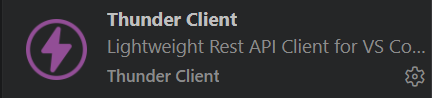 Thunder Client
Lightweight Rest API Client for VS Co...
Thunder Client